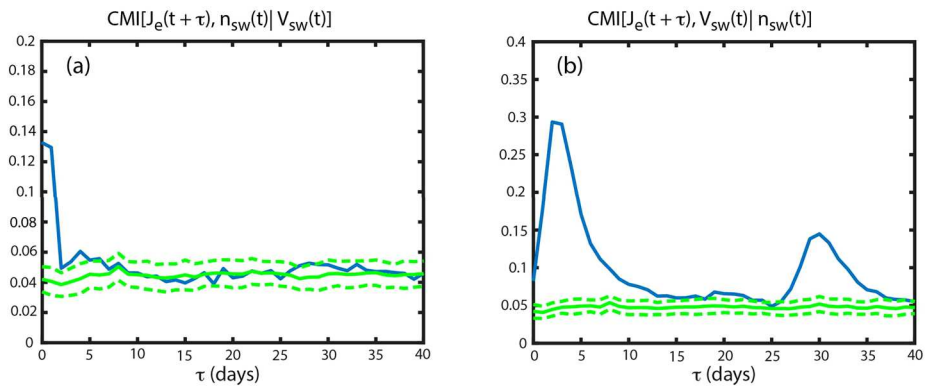 CMI[Je(t + τ), nsw(t)| Vsw(t)]
0.2
0.18
0.16
0.14
0.12
0.1
0.08
0.06
0.04
0.02
0
(a)
0 5 10 15 20 25 30 35 40
τ (days)
CMI[Je(t + τ), Vsw(t)| nsw(t)]
0.4
0.35
0.3
0.25
0.2
0.15
0.1
0.05
0
(b)
0 5 10 15 20 25 30 35 40
τ (days)